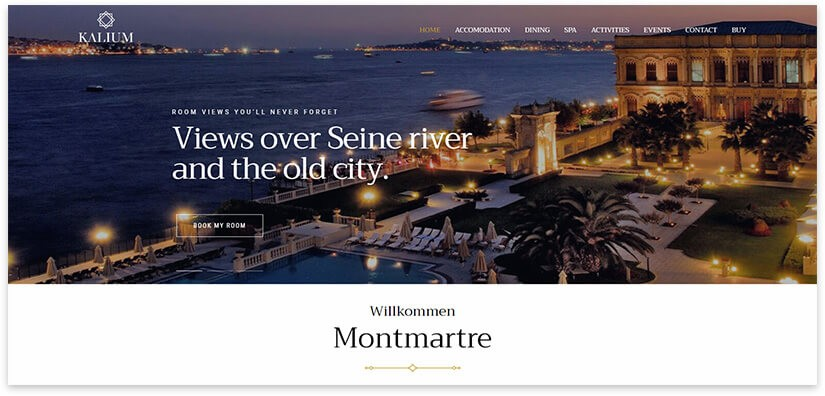 KALIUM
HOME ACCOMODATION DINING SPA ACTIVITIES EVENTS CONTACT BUY
ROOM VIEWS YOU'LL NEVER FORGET
Views over Seine river
and the old city.
BOOK MY ROOM
Willkommen
Montmartre